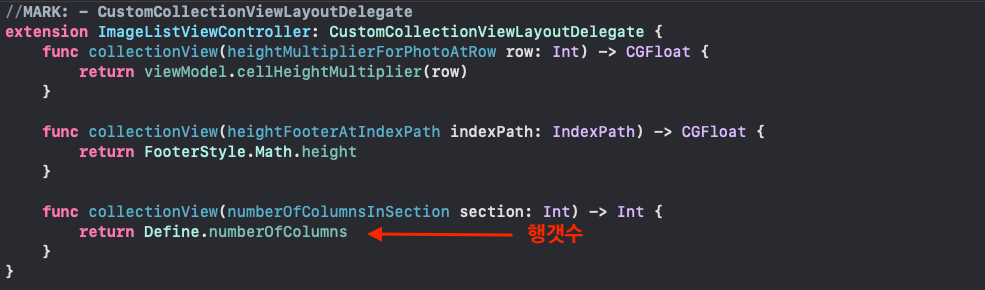 //MARK: - CustomCollectionViewLayoutDelegate
extension ImageListViewController: CustomCollectionViewLayoutDelegate {
    func collectionView(heightMultiplierForPhotoAtRow row: Int) -> CGFloat {
        return viewModel.cellHeightMultiplier(row)
    }

    func collectionView(heightFooterAtIndexPath indexPath: IndexPath) -> CGFloat {
        return FooterStyle.Math.height
    }

    func collectionView(numberOfColumnsInSection section: Int) -> Int {
        return Define.numberOfColumns 행갯수
    }
}